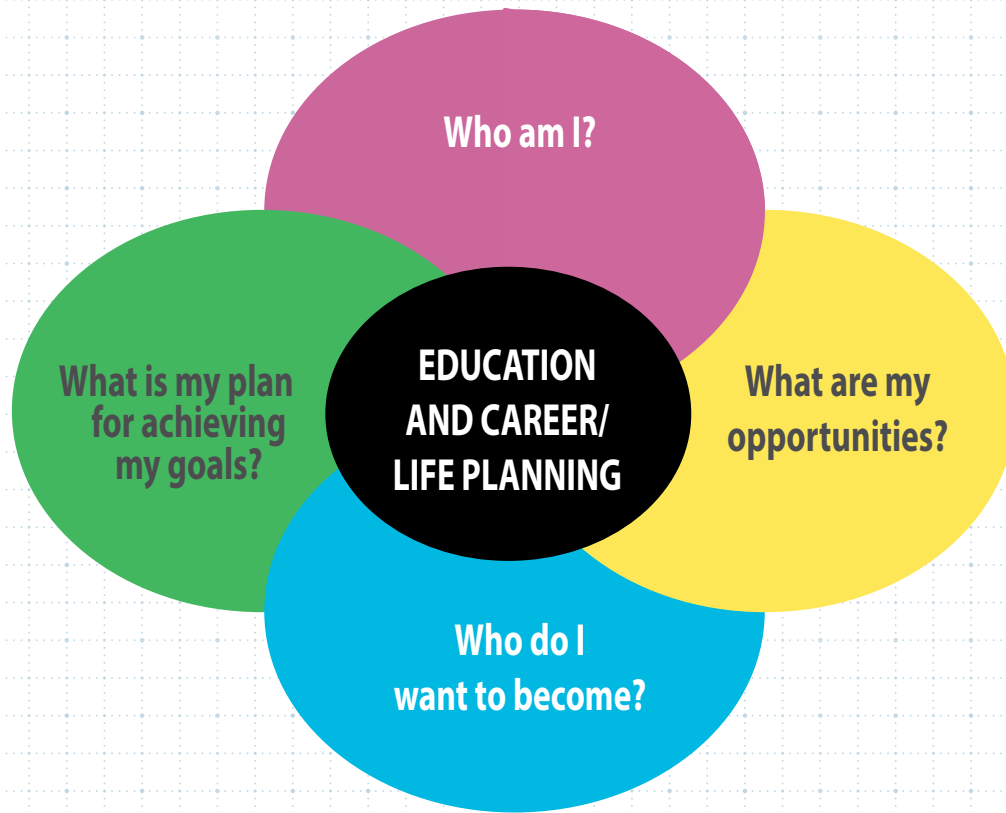 Who am I?
What is my plan
for achieving
my goals?
EDUCATION
AND CAREER/
LIFE PLANNING
What are my
opportunities?
Who do I
want to become?